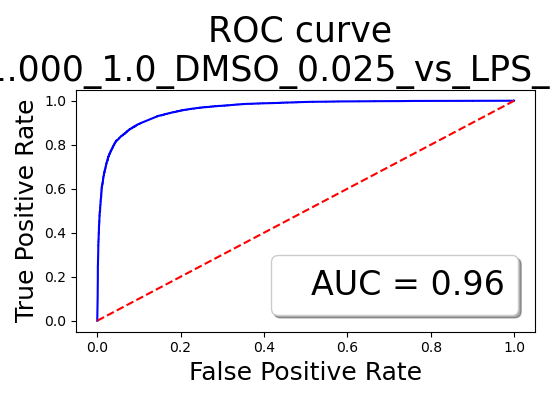 ROC curve
1.000_1.0_DMSO_0.025_vs_LPS_
1.0
0.8
0.6
0.4
0.2
0.0
True Positive Rate
AUC = 0.96
0.0 0.2 0.4 0.6 0.8 1.0
False Positive Rate